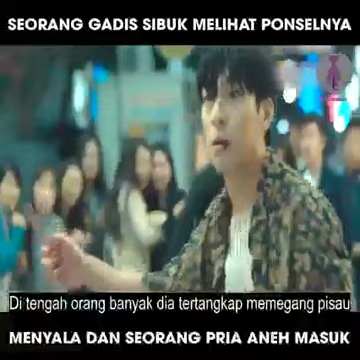 SEORANG GADIS SIBUK MELIHAT PONSELNYA
Di tengah orang banyak dia tertangkap memegang pisau
MENYALA DAN SEORANG PRIA ANEH MASUK